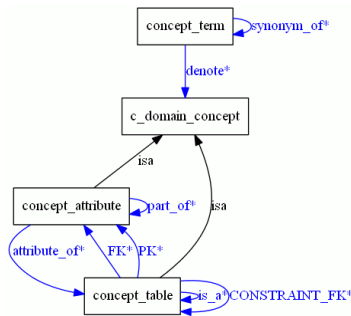 concept_term
synonym_of*
denote*
c_domain_concept
isa
isa
concept_attribute
part_of*
attribute_of*
FK*
PK*
concept_table
is_a*
CONSTRAINT_FK*